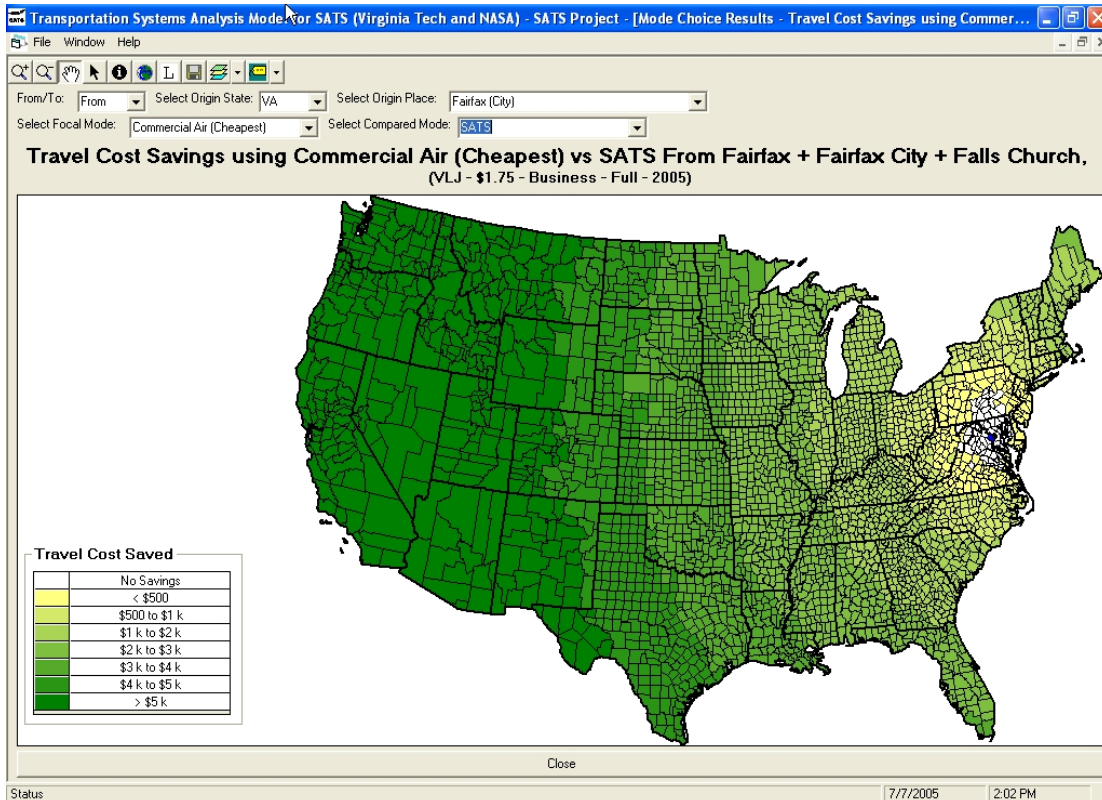 Transportation Systems Analysis Model for SATS (Virginia Tech and NASA) - SATS Project - [Mode Choice Results - Travel Cost Savings using Commer...
File Window Help
L
From/To: From Select Origin State: VA Select Origin Place: Fairfax (City)
Select Focal Mode: Commercial Air (Cheapest) Select Compared Mode: SATS
Travel Cost Savings using Commercial Air (Cheapest) vs SATS From Fairfax + Fairfax City + Falls Church,
(VLJ - $1.75 - Business - Full - 2005)
Travel Cost Saved
No Savings
< $500
$500 to $1 k
$1 k to $2 k
$2 k to $3 k
$3 k to $4 k
$4 k to $5 k
> $5 k
Close
Status 7/7/2005 2:02 PM